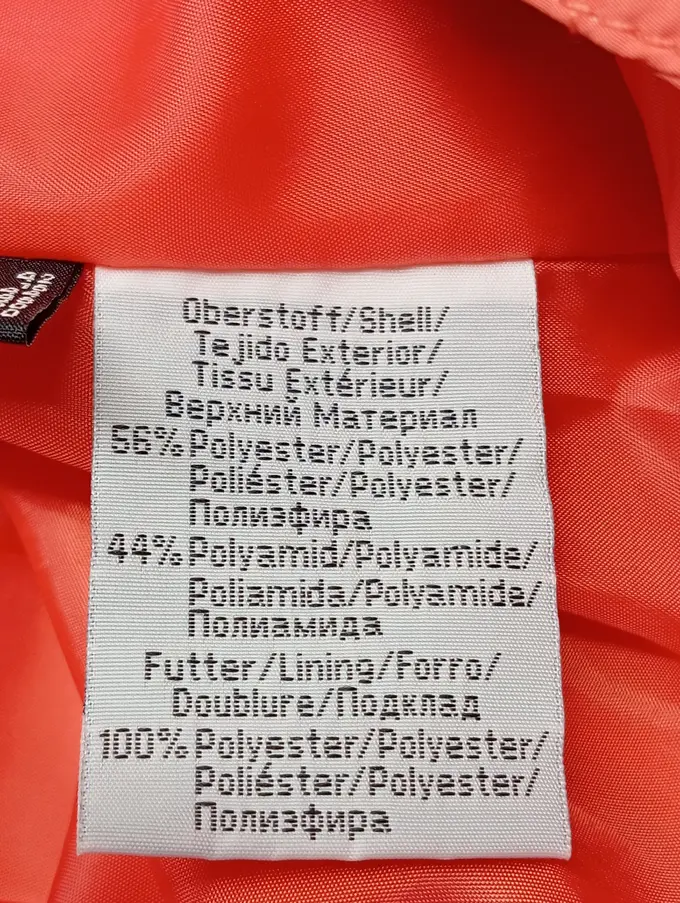 Oberstoff/Shell/
Tejido Exterior/
Tissu Extérieur/
Верхний Материал
56% Polyester/Polyester/
Poliéster/Polyester/
Полиэфира
44% Polyamid/Polyamide/
Poliamida/Polyamide/
Полиамида
Futter/Lining/Forro/
Doublure/Подклад
100% Polyester/Polyester/
Poliéster/Polyester/
Полиэфира